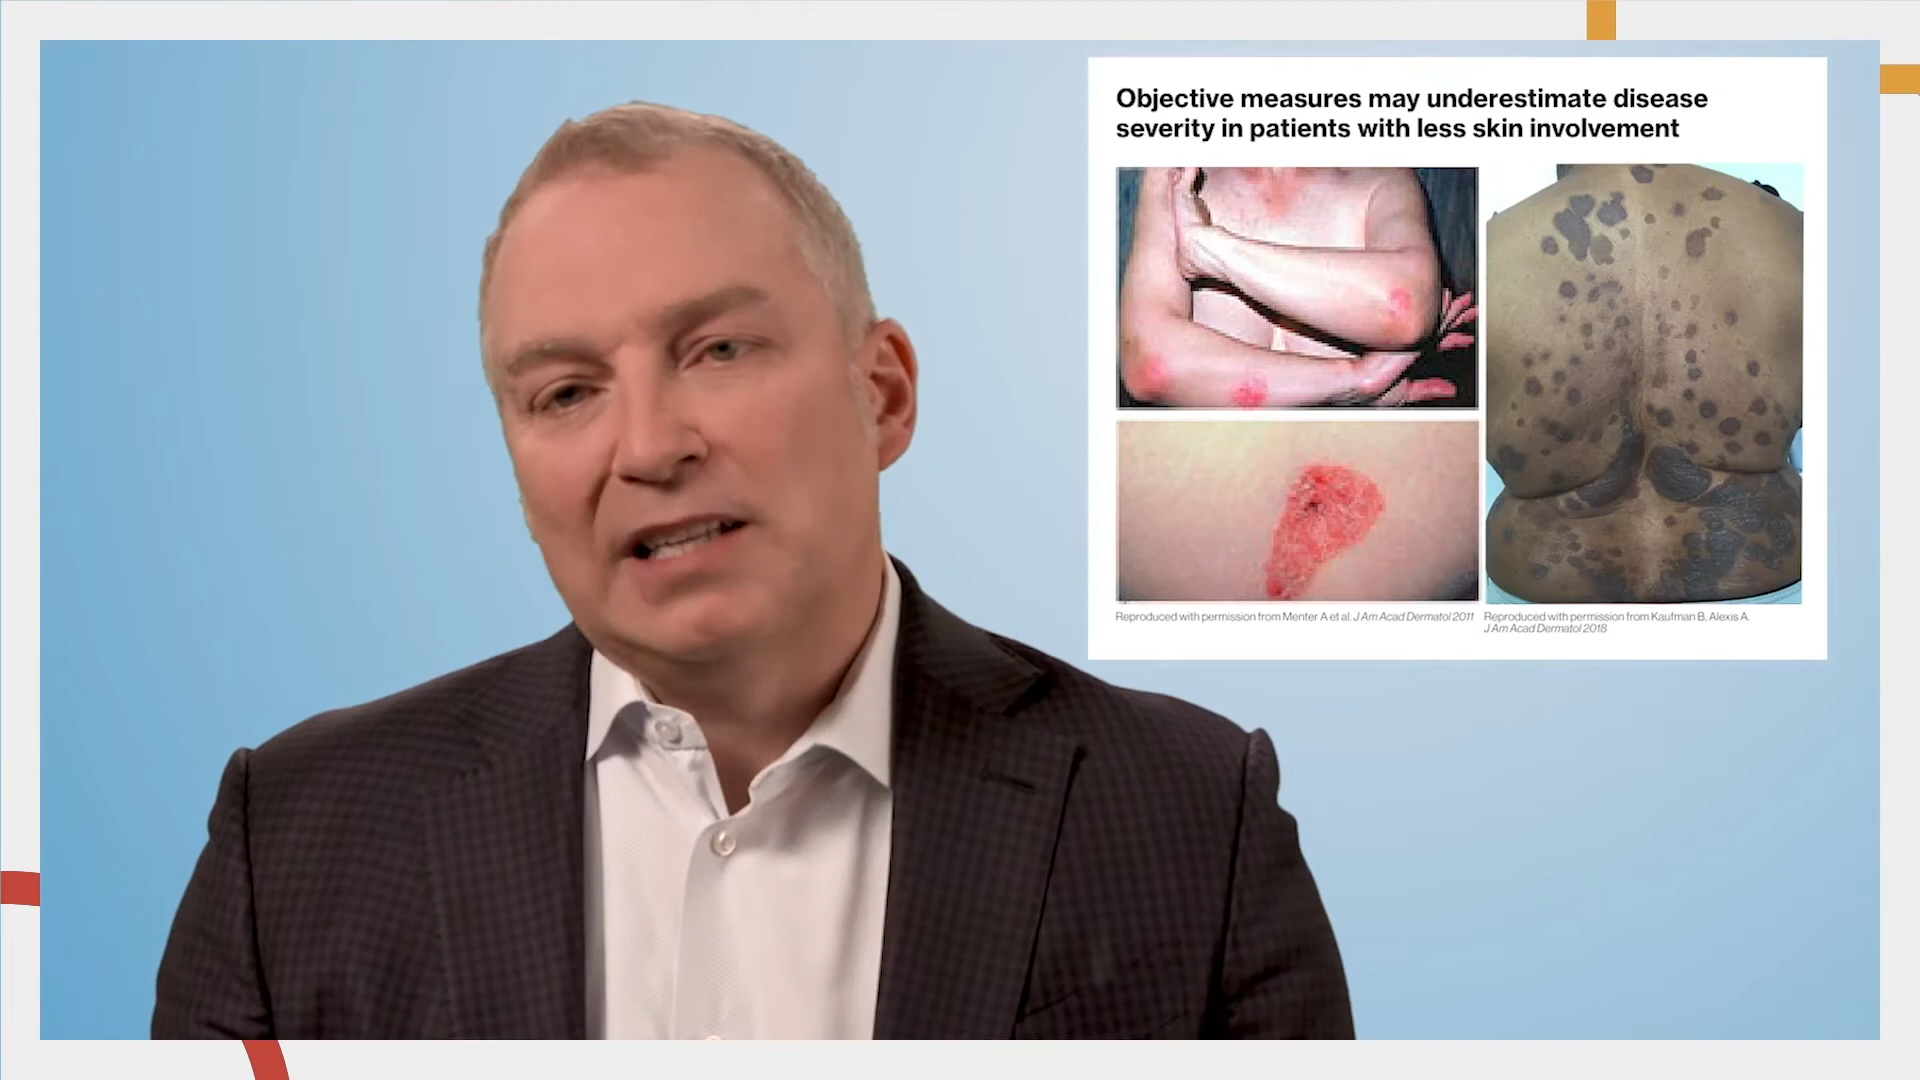 Objective measures may underestimate disease
severity in patients with less skin involvement
Reproduced with permission from Menter A et al. J Am Acad Dermatol 2011
Reproduced with permission from Kaufman B, Alexis A.
J Am Acad Dermatol 2018